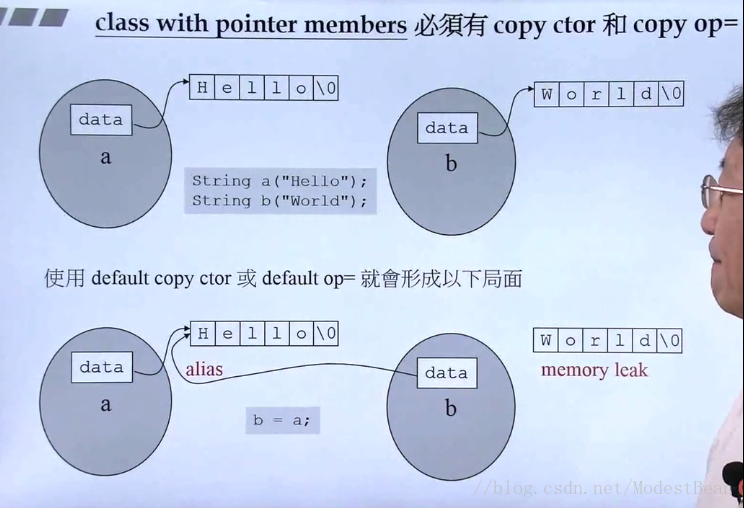 class with pointer members 必須有 copy ctor 和 copy op=
H e l l o \0
W o r l d \0
data
data
a
b
String a("Hello");
String b("World");
使用 default copy ctor 或 default op= 就會形成以下局面
H e l l o \0
W o r l d \0
data
alias
data
memory leak
a
b
b = a;
//blog.csdn.net/ModestBean